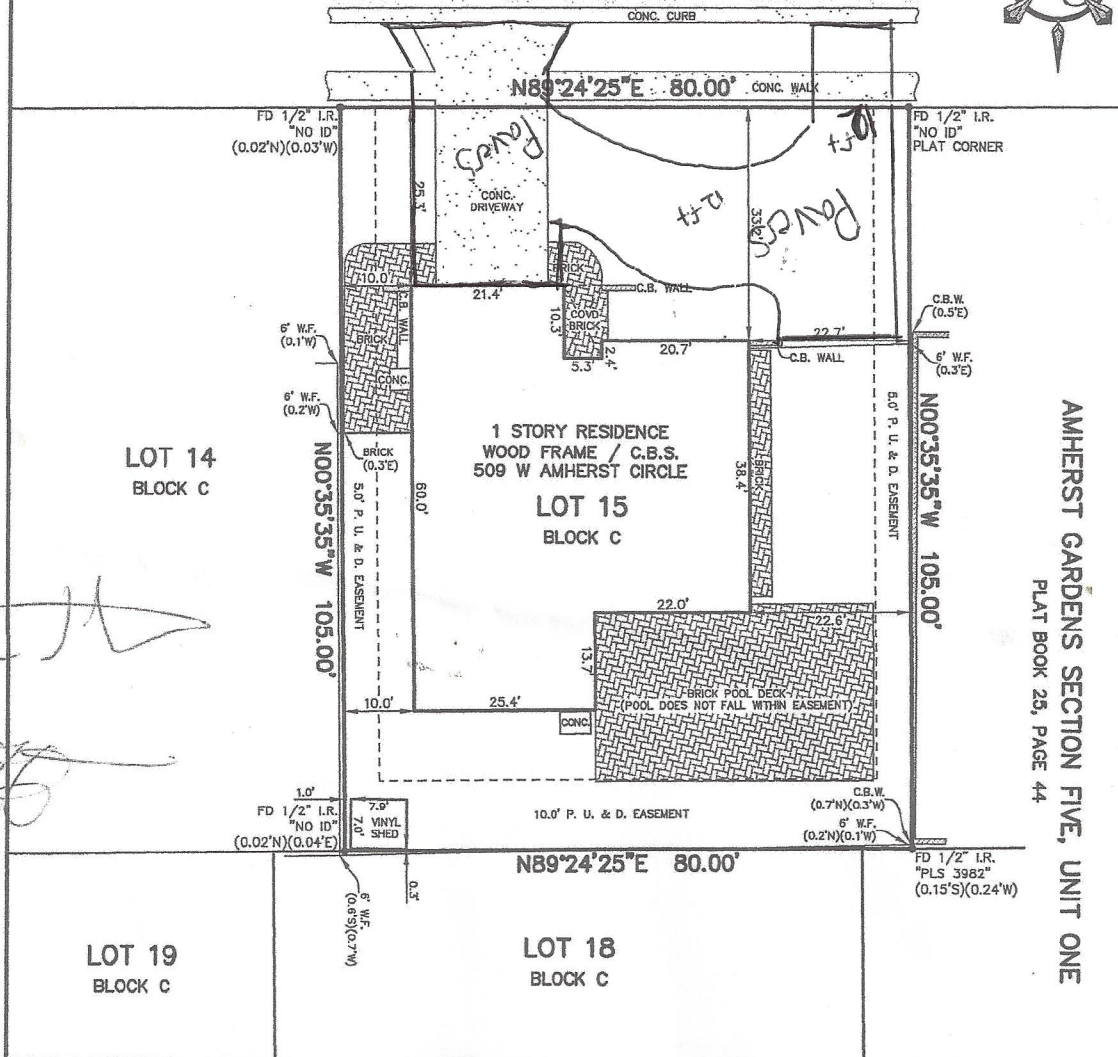 CONC. CURB
N89°24'25"E 80.00'
CONC. WALK
FD 1/2" I.R.
"NO ID"
(0.02'N)(0.03'W)
FD 1/2" I.R.
"NO ID"
PLAT CORNER
Pavers
CONC.
DRIVEWAY
25.3'
12 ft
12 ft
Pavers
10.0'
21.4'
BRICK
C.B. WALL
C.B. WALL
COVD
BRICK
10.3'
5.3'
2.4'
20.7'
22.7'
C.B. WALL
C.B.W.
(0.5'E)
6' W.F.
(0.3'E)
6' W.F.
(0.1'W)
BRICK
CONC.
6' W.F.
(0.2'W)
BRICK
(0.3'E)
LOT 14
BLOCK C
N00°35'35"W 105.00'
5.0' P. U. & D. EASEMENT
60.0'
1 STORY RESIDENCE
WOOD FRAME / C.B.S.
509 W AMHERST CIRCLE
LOT 15
BLOCK C
38.4'
BRICK
5.0' P. U. & D. EASEMENT
N00°35'35"W 105.00'
AMHERST GARDENS SECTION FIVE, UNIT ONE
PLAT BOOK 25, PAGE 44
22.0'
22.6'
13.7'
BRICK POOL DECK
(POOL DOES NOT FALL WITHIN EASEMENT)
10.0'
25.4'
CONC.
1.0'
FD 1/2" I.R.
"NO ID"
(0.02'N)(0.04'E)
7.9'
7.0'
VINYL
SHED
10.0' P. U. & D. EASEMENT
C.B.W.
(0.7'N)(0.3'W)
6' W.F.
(0.2'N)(0.1'W)
N89°24'25"E 80.00'
FD 1/2" I.R.
"PLS 3982"
(0.15'S)(0.24'W)
0.3'
6' W.F.
(0.6'S)(0.7'W)
LOT 19
BLOCK C
LOT 18
BLOCK C